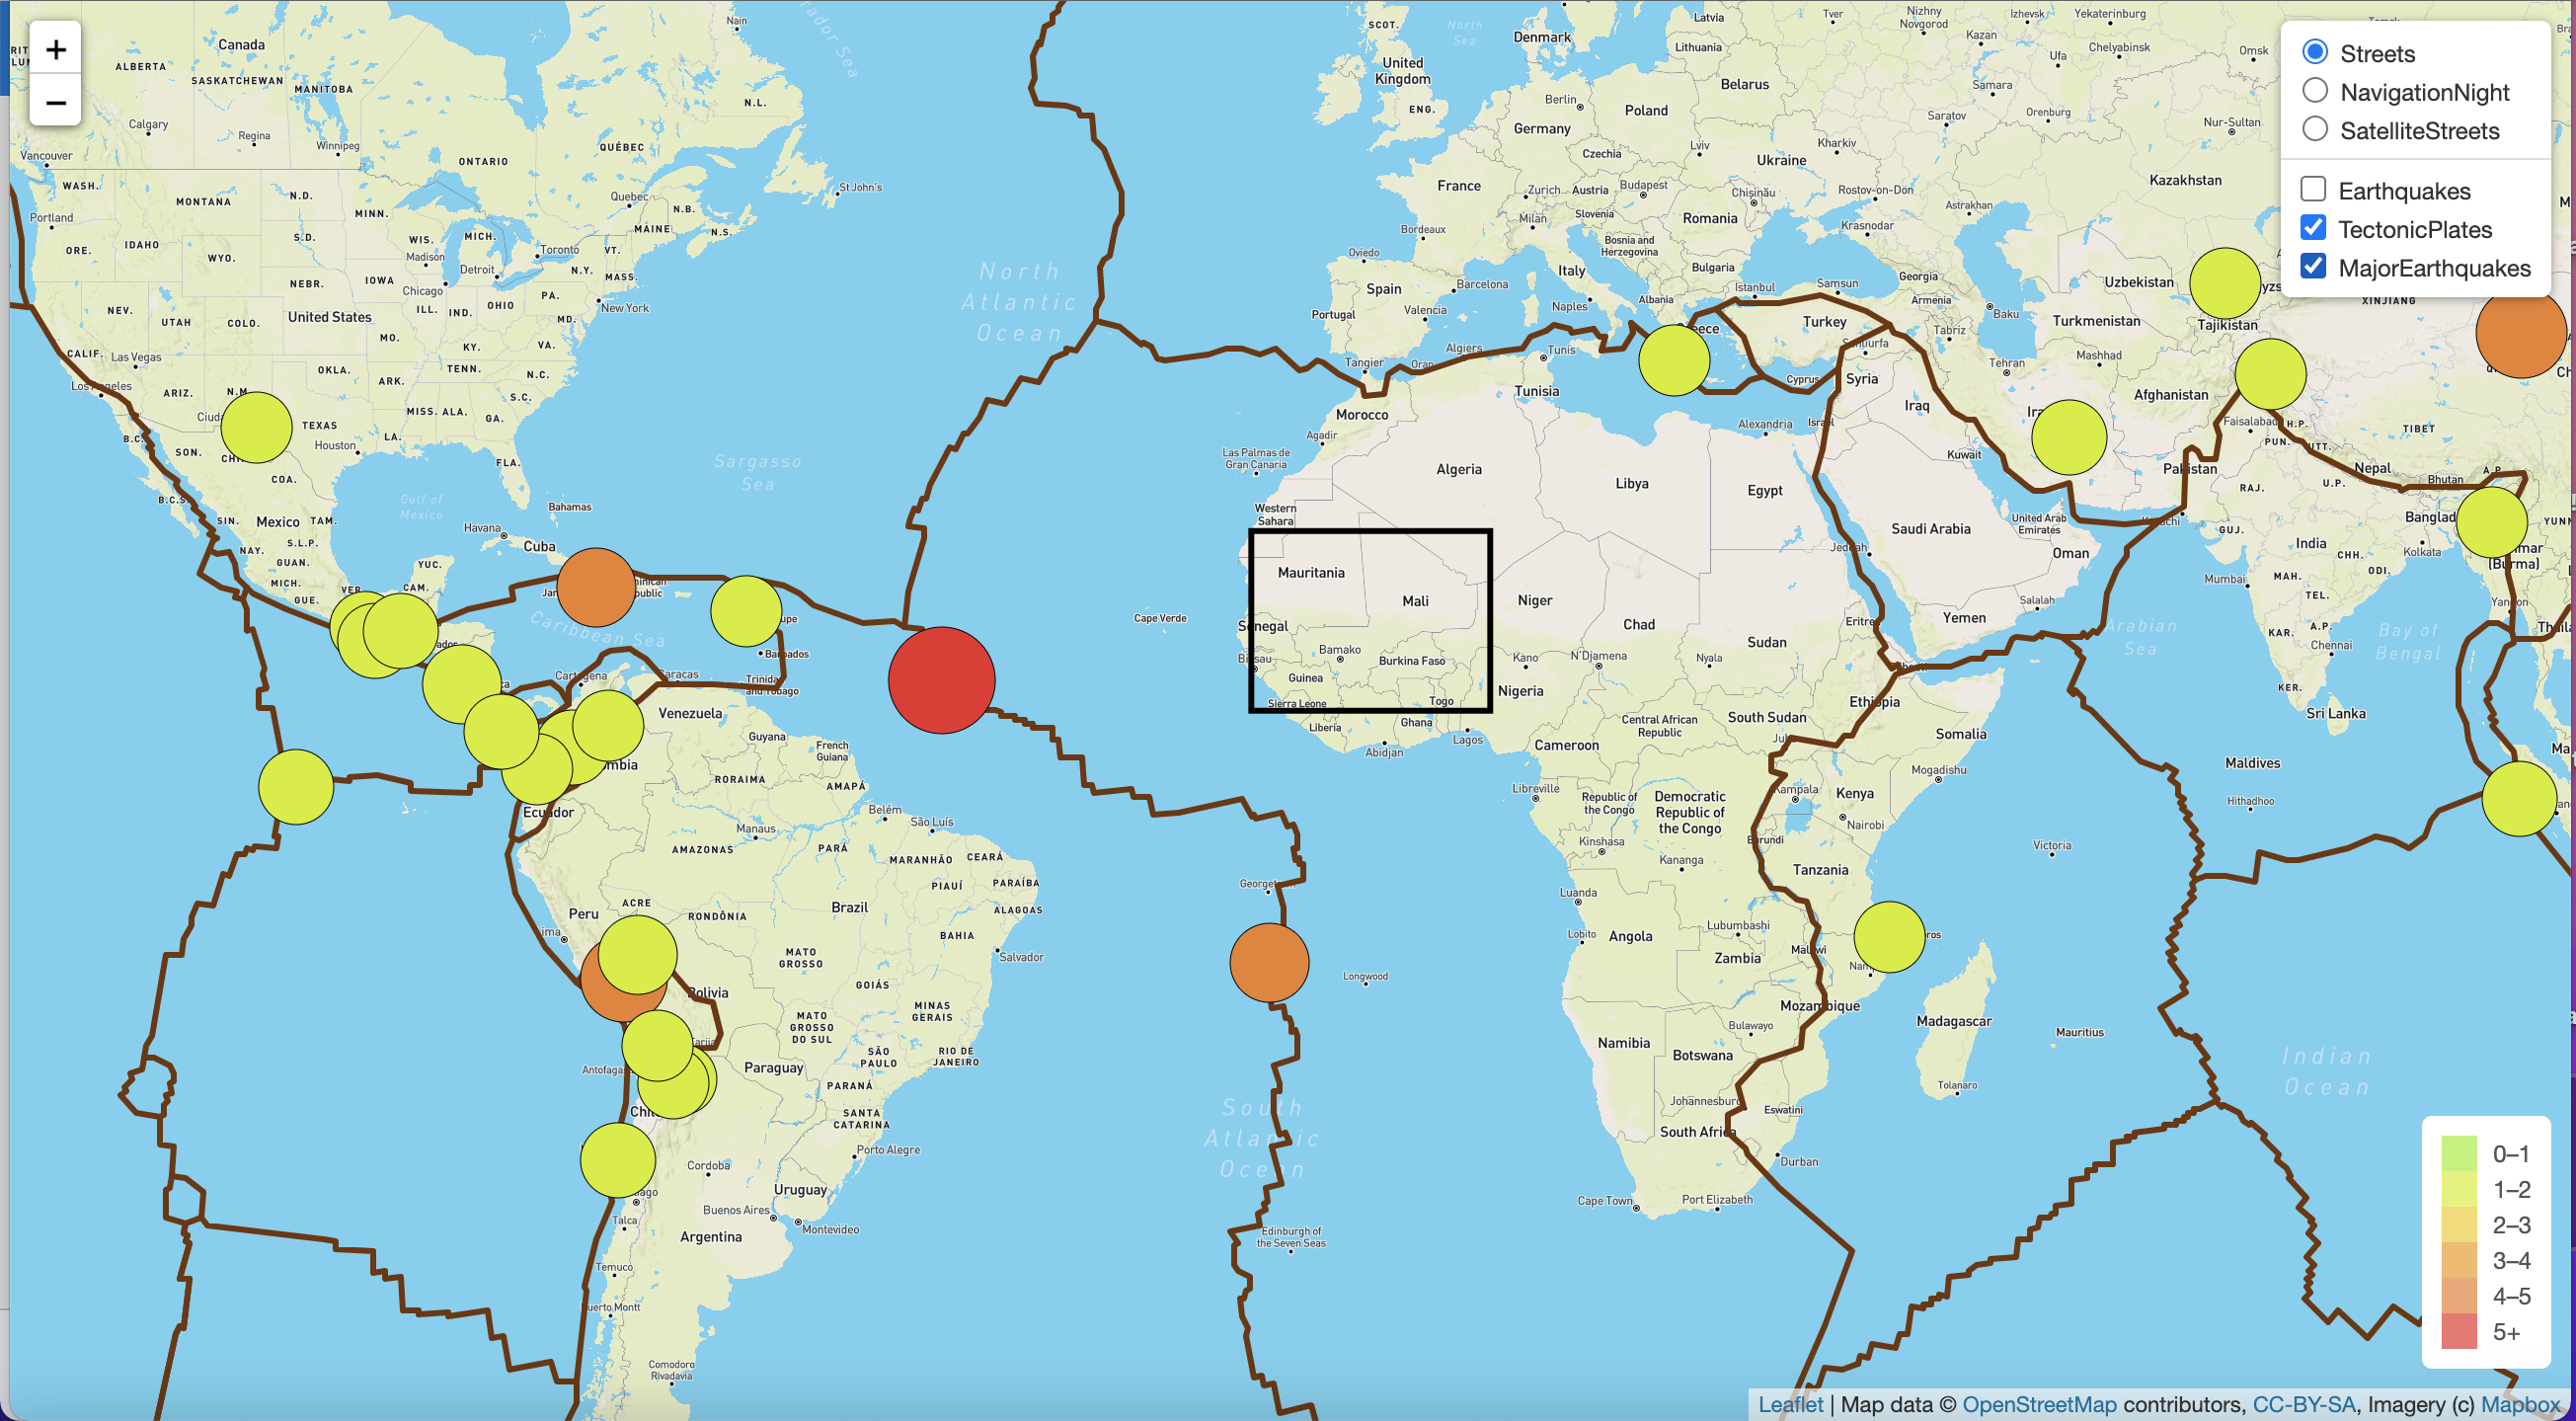 +
−
Streets
NavigationNight
SatelliteStreets
Earthquakes
TectonicPlates
MajorEarthquakes
Canada
ALBERTA
SASKATCHEWAN
MANITOBA
ONTARIO
QUÉBEC
N.L.
Nain
Calgary
Regina
Winnipeg
Vancouver
WASH.
Portland
MONTANA
N.D.
MINN.
S.D.
ORE.
IDAHO
WYO.
WIS.
MICH.
Madison
Detroit
Toronto
Quebec
N.B.
MAINE
N.S.
VT.
N.Y.
MASS.
St John's
NEBR.
IOWA
Chicago
ILL.
IND.
OHIO
PA.
MD.
New York
NEV.
UTAH
COLO.
United States
MO.
KY.
VA.
CALIF.
Las Vegas
Los Angeles
ARIZ.
N.M.
OKLA.
ARK.
TENN.
N.C.
S.C.
MISS.
ALA.
GA.
TEXAS
Houston
LA.
FLA.
SON.
COA.
B.C.S.
SIN.
Mexico
TAM.
S.L.P.
NAY.
GUAN.
MICH.
GUE.
VER.
YUC.
CAM.
Gulf of
Mexico
Havana
Cuba
Bahamas
Sargasso
Sea
North
Atlantic
Ocean
Caribbean Sea
Barbados
Trinidad
and Tobago
Caracas
Cartagena
Venezuela
Guyana
French
Guiana
RORAIMA
AMAPÁ
Ecuador
Belém
São Luís
Manaus
AMAZONAS
PARÁ
MARANHÃO
CEARÁ
PIAUÍ
PARAÍBA
ALAGOAS
ACRE
RONDÔNIA
Brazil
Peru
BAHIA
Salvador
MATO
GROSSO
GOIÁS
Bolivia
MINAS
GERAIS
MATO
GROSSO
DO SUL
SÃO
PAULO
RIO DE
JANEIRO
Paraguay
PARANÁ
SANTA
CATARINA
Porto Alegre
Cordoba
Uruguay
Buenos Aires
Montevideo
Talca
Argentina
Temuco
Comodoro
Rivadavia
SCOT.
North
Sea
Denmark
United
Kingdom
ENG.
Latvia
Lithuania
Belarus
Berlin
Poland
Germany
Czechia
Lviv
Kharkiv
Ukraine
France
Zurich
Austria
Budapest
Chișinău
Slovenia
Milan
Romania
Rostov-on-Don
Astrakhan
Bordeaux
Bosnia and
Herzegovina
Krasnodar
Oviedo
Italy
Bulgaria
Spain
Barcelona
Naples
Albania
Istanbul
Samsun
Georgia
Armenia
Portugal
Valencia
Turkey
Baku
Tabriz
Tangier
Oran
Algiers
Tunis
Tunisia
Cyprus
Syria
Tehran
Mashhad
Morocco
Agadir
Alexandria
Israel
Iraq
Kuwait
Las Palmas de
Gran Canaria
Algeria
Libya
Egypt
Western
Sahara
Saudi Arabia
Jeddah
United Arab
Emirates
Oman
Mauritania
Mali
Niger
Chad
Sudan
Salalah
Yemen
Cape Verde
Senegal
Bissau
Bamako
Burkina Faso
Guinea
Sierra Leone
Togo
Liberia
Ghana
Abidjan
Lagos
Kano
Nigeria
N'Djamena
Nyala
Ethiopia
South Sudan
Central African
Republic
Cameroon
Somalia
Mogadishu
Libreville
Republic of
the Congo
Democratic
Republic of
the Congo
Kampala
Kenya
Nairobi
Burundi
Kinshasa
Kananga
Tanzania
Victoria
Luanda
Lobito
Angola
Lubumbashi
Zambia
Malawi
Longwood
Mozambique
Madagascar
Mauritius
Namibia
Bulawayo
Botswana
Tolanaro
Johannesburg
Eswatini
South Africa
Durban
Cape Town
Port Elizabeth
South
Atlantic
Ocean
Edinburgh of
the Seven Seas
Tver
Nizhny
Novgorod
Izhevsk
Yekaterinburg
Kazan
Ufa
Chelyabinsk
Omsk
Samara
Saratov
Orenburg
Nur-Sultan
Kazakhstan
Uzbekistan
Turkmenistan
Tajikistan
XINJIANG
Afghanistan
Faisalabad
H.P.
PUN.
TIBET
Pakistan
Nepal
Bhutan
RAJ.
U.P.
GUJ.
India
CHH.
Kolkata
ODI.
Mumbai
MAH.
TEL.
KAR.
A.P.
Chennai
KER.
Sri Lanka
(Burma)
Arabian
Sea
Bay of
Bengal
Maldives
Hithadhoo
Indian
Ocean
0–1
1–2
2–3
3–4
4–5
5+
Leaflet | Map data © OpenStreetMap contributors, CC-BY-SA, Imagery (c) Mapbox